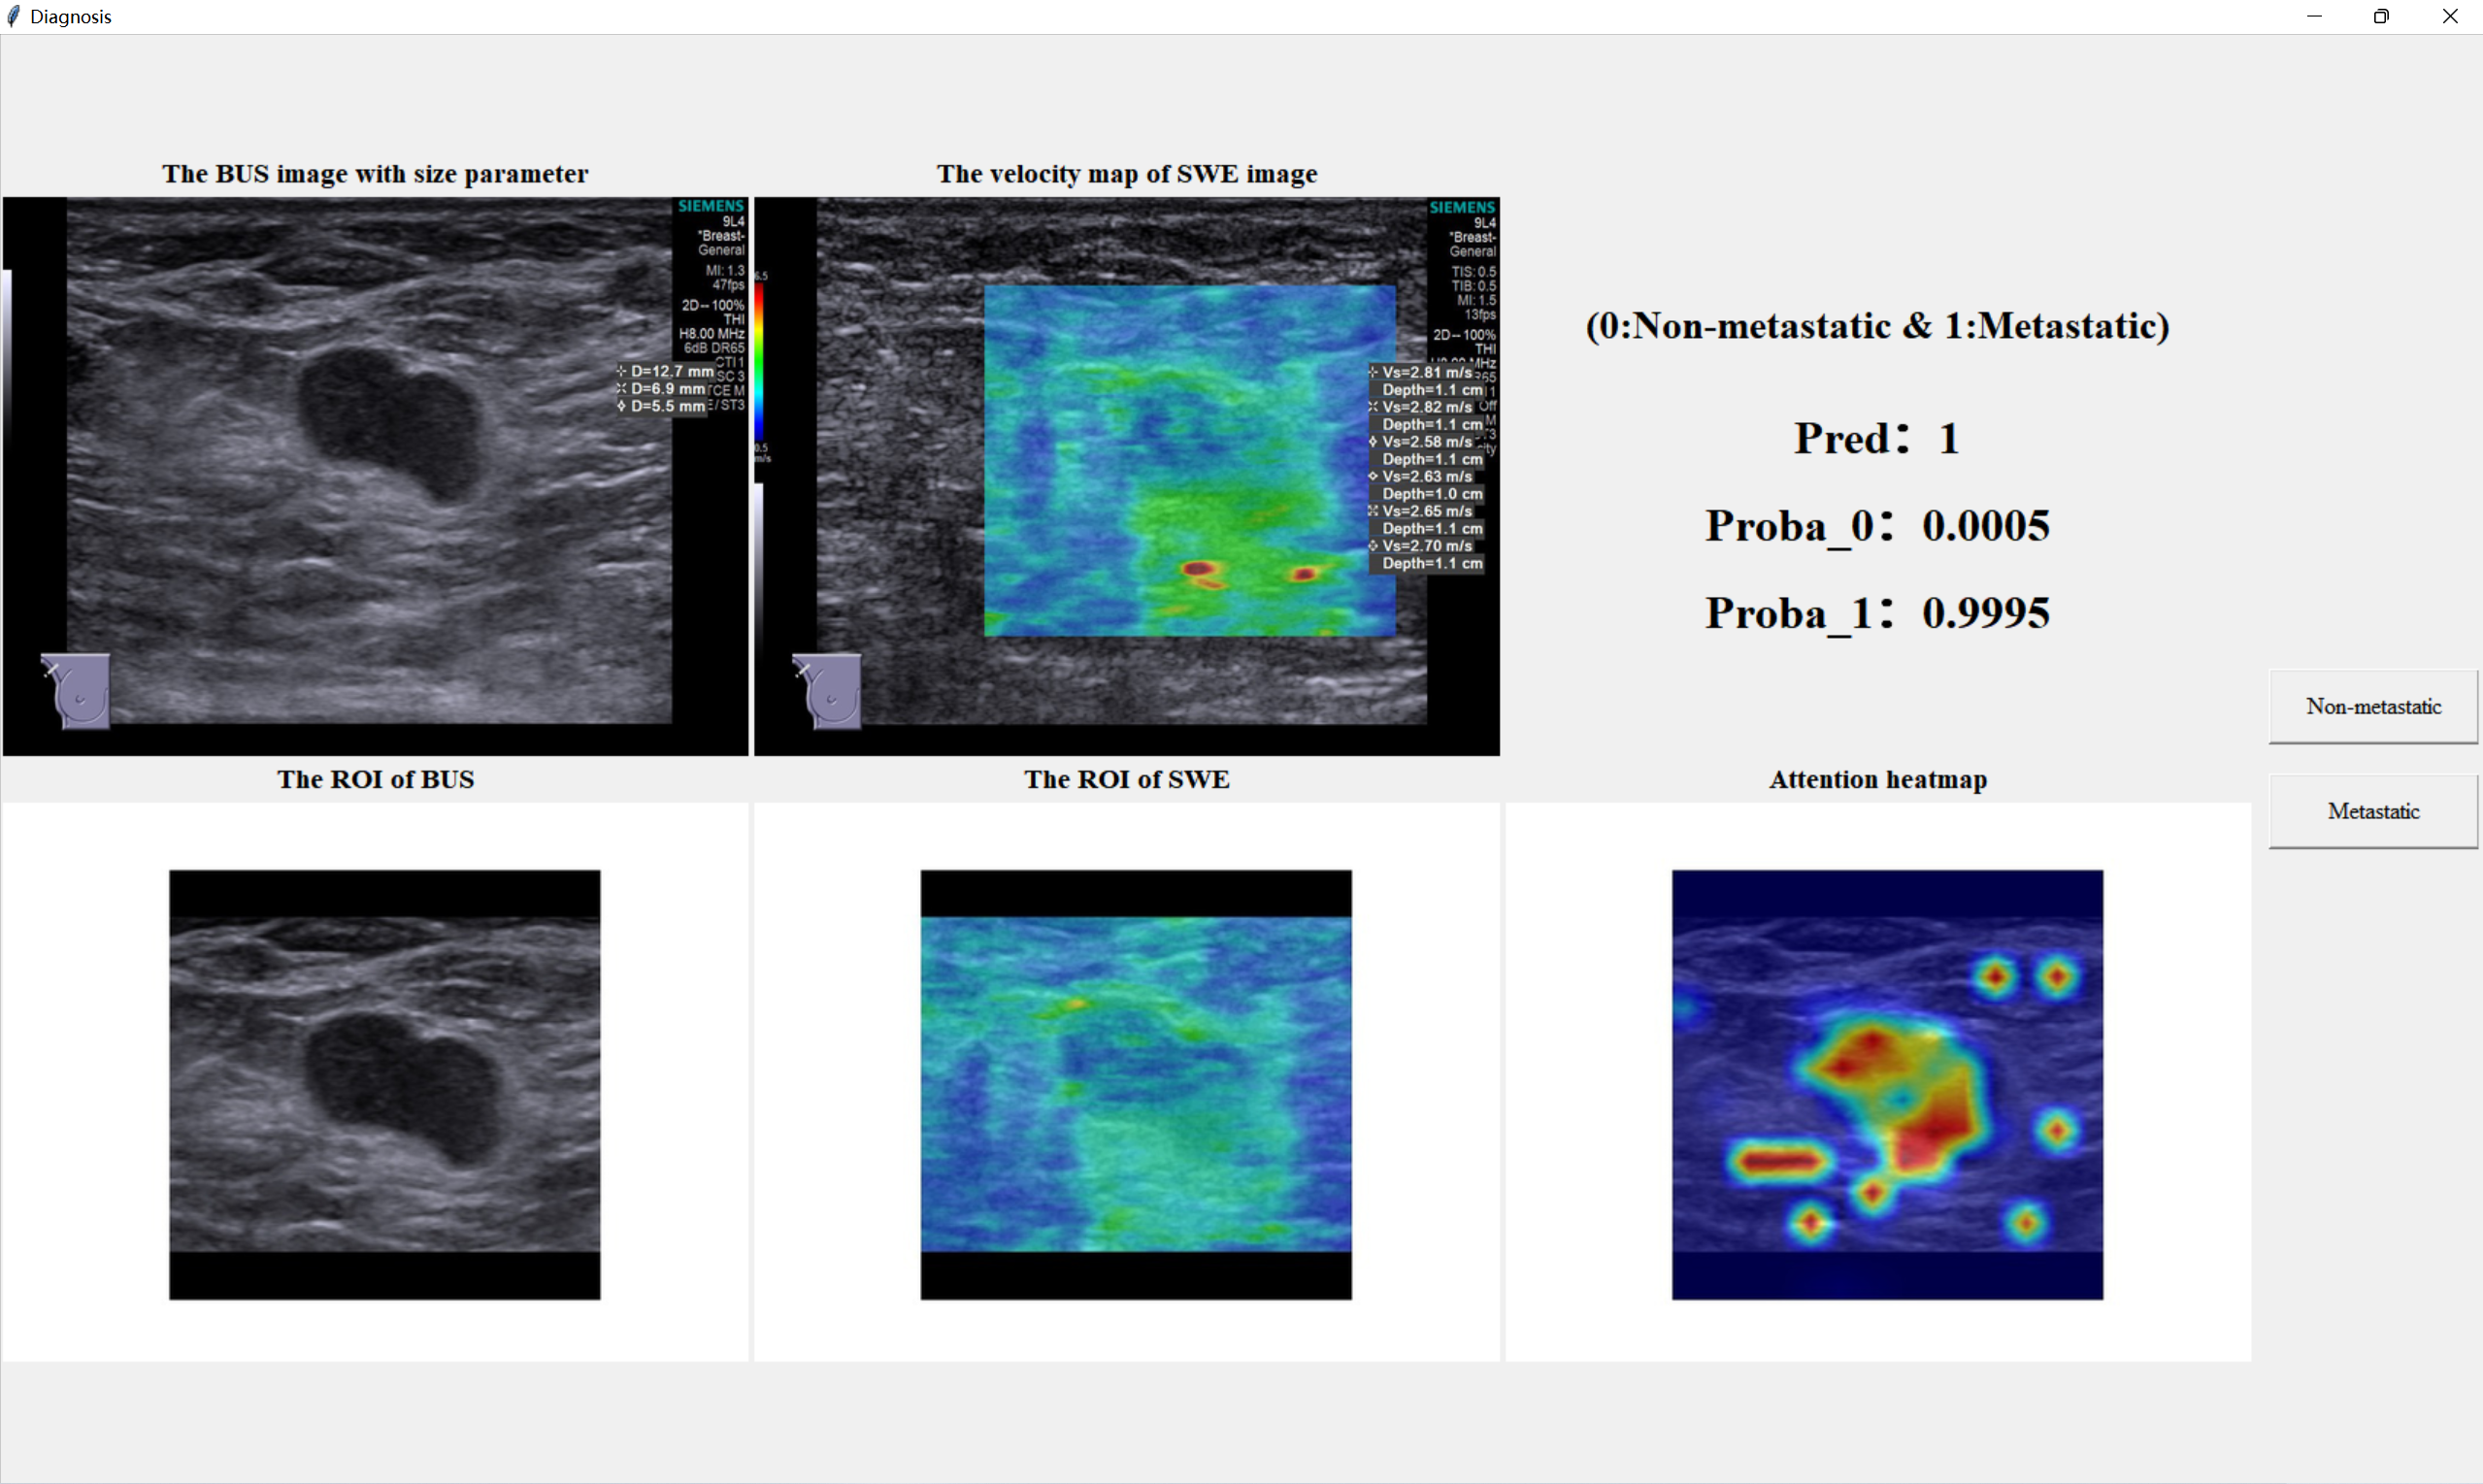 Diagnosis
The BUS image with size parameter
SIEMENS
9L4
*Breast-
General
MI: 1.3
47fps
2D--100%
THI
H8.00 MHz
6dB DR65
D=12.7 mm
D=6.9 mm
D=5.5 mm
The velocity map of SWE image
6.5
0.5
m/s
SIEMENS
9L4
*Breast-
General
TIS: 0.5
TIB: 0.5
MI: 1.5
13fps
2D--100%
THI
Vs=2.81 m/s
Depth=1.1 cm
Vs=2.82 m/s
Depth=1.1 cm
Vs=2.58 m/s
Depth=1.1 cm
Vs=2.63 m/s
Depth=1.0 cm
Vs=2.65 m/s
Depth=1.1 cm
Vs=2.70 m/s
Depth=1.1 cm
(0:Non-metastatic & 1:Metastatic)
Pred：1
Proba_0：0.0005
Proba_1：0.9995
Non-metastatic
Metastatic
The ROI of BUS
The ROI of SWE
Attention heatmap